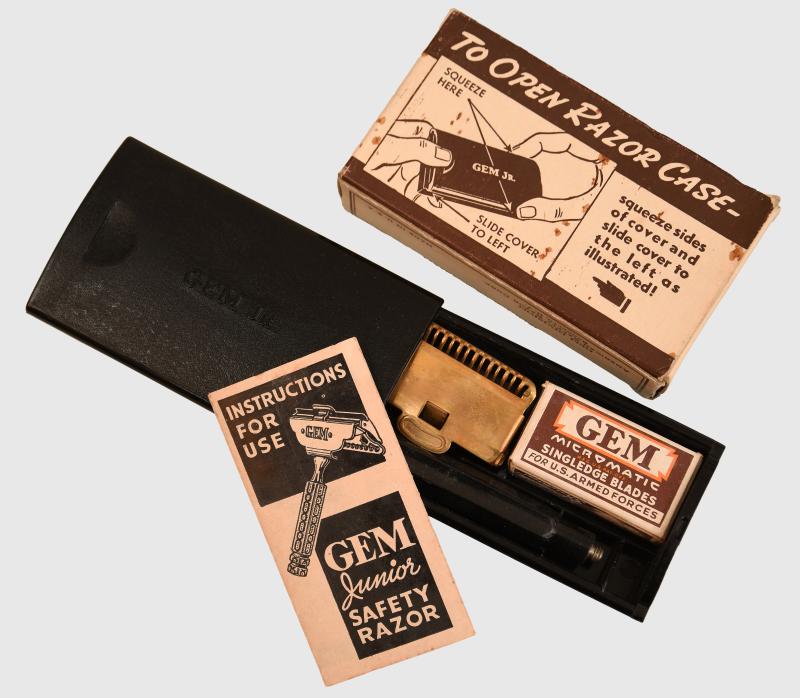 TO OPEN RAZOR CASE-
SQUEEZE
HERE
GEM JR.
SLIDE COVER
TO LEFT
squeeze sides
of cover and
slide cover to
the left as
illustrated!
GEM Jr.
INSTRUCTIONS
FOR
USE
GEM
GEM
Junior
SAFETY
RAZOR
GEM
MICROMATIC
SINGLEDGE BLADES
FOR U.S. ARMED FORCES